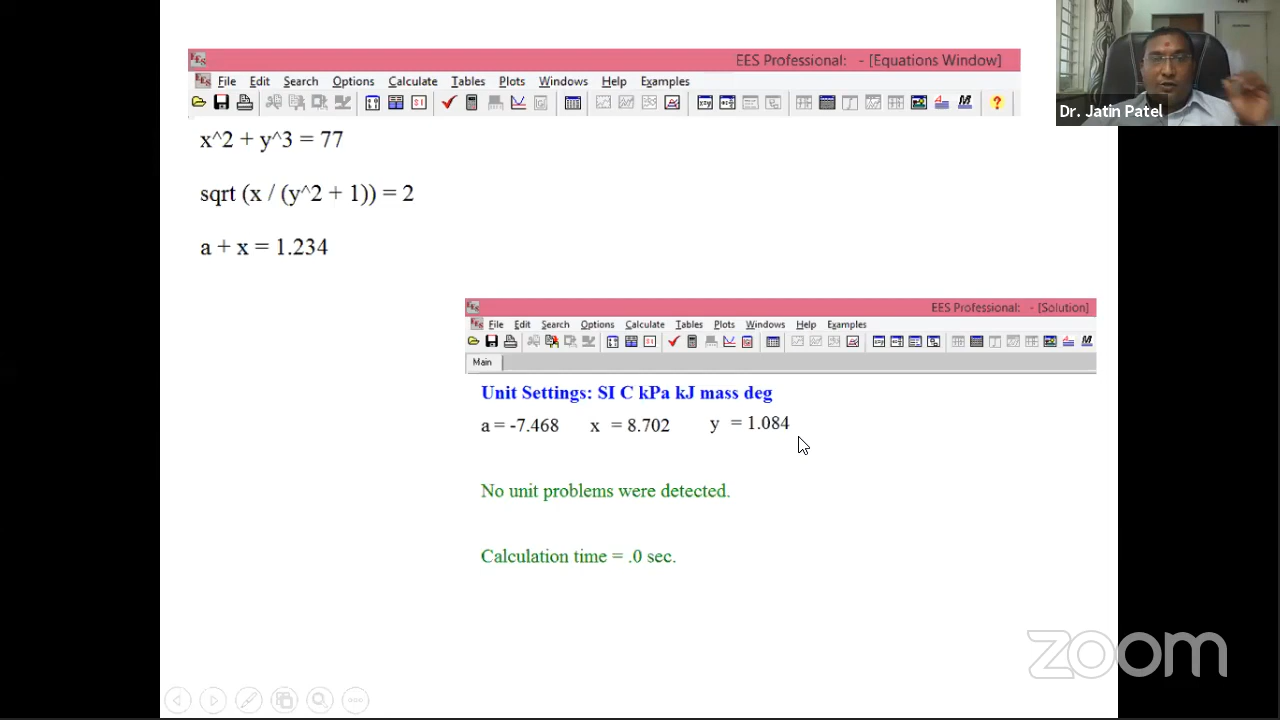 EES Professional: - [Equations Window]
File Edit Search Options Calculate Tables Plots Windows Help Examples
x^2 + y^3 = 77
sqrt (x / (y^2 + 1)) = 2
a + x = 1.234
Dr. Jatin Patel
EES Professional: - [Solution]
File Edit Search Options Calculate Tables Plots Windows Help Examples
Main
Unit Settings: SI C kPa kJ mass deg
a = -7.468 x = 8.702 y = 1.084
No unit problems were detected.
Calculation time = .0 sec.
zoom